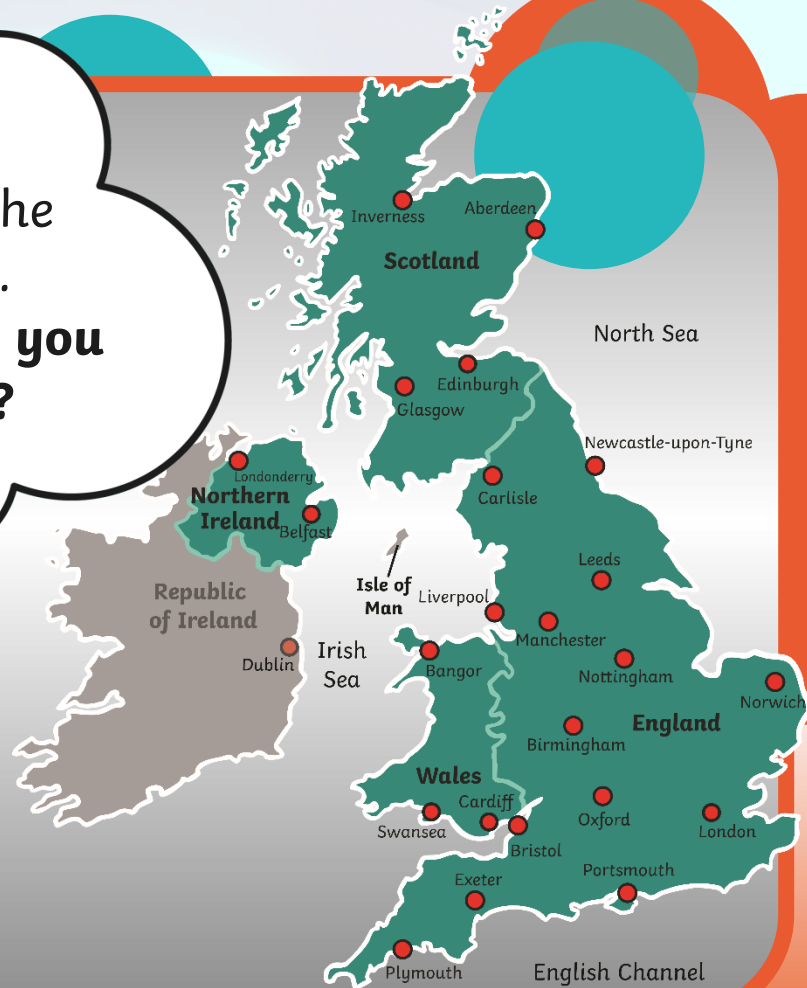 he
.
you
?
Inverness
Aberdeen
Scotland
North Sea
Edinburgh
Glasgow
Newcastle-upon-Tyne
Londonderry
Carlisle
Northern
Ireland
Belfast
Leeds
Isle of
Man
Republic
of Ireland
Liverpool
Manchester
Irish
Sea
Dublin
Bangor
Nottingham
Norwich
England
Birmingham
Wales
Cardiff
Swansea
Oxford
London
Bristol
Portsmouth
Exeter
Plymouth
English Channel